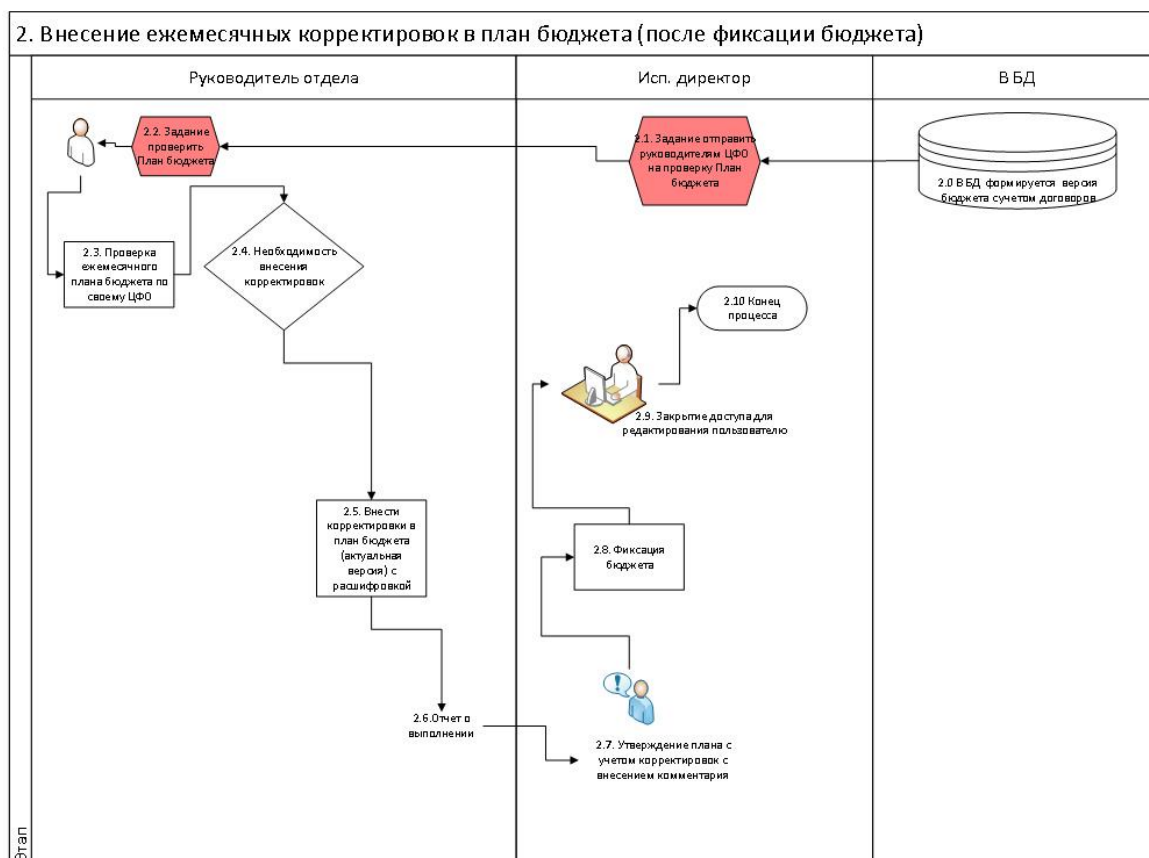 2. Внесение ежемесячных корректировок в план бюджета (после фиксации бюджета)
Руководитель отдела
Исп. директор
В БД
2.2. Задание
проверить
План бюджета
2.1. Задание отправить
руководителям ЦФО
на проверку План
бюджета
2.0 В БД формируется версия
бюджета с учетом договоров
2.3. Проверка
ежемесячного
плана бюджета по
своему ЦФО
2.4. Необходимость
внесения
корректировок
2.10 Конец
процесса
2.9. Закрытие доступа для
редактирования пользователю
2.5. Внести
корректировки в
план бюджета
(актуальная
версия) с
расшифровкой
2.8. Фиксация
бюджета
2.6.Отчет о
выполнении
2.7. Утверждение плана с
учетом корректировок с
внесением комментария
Этап